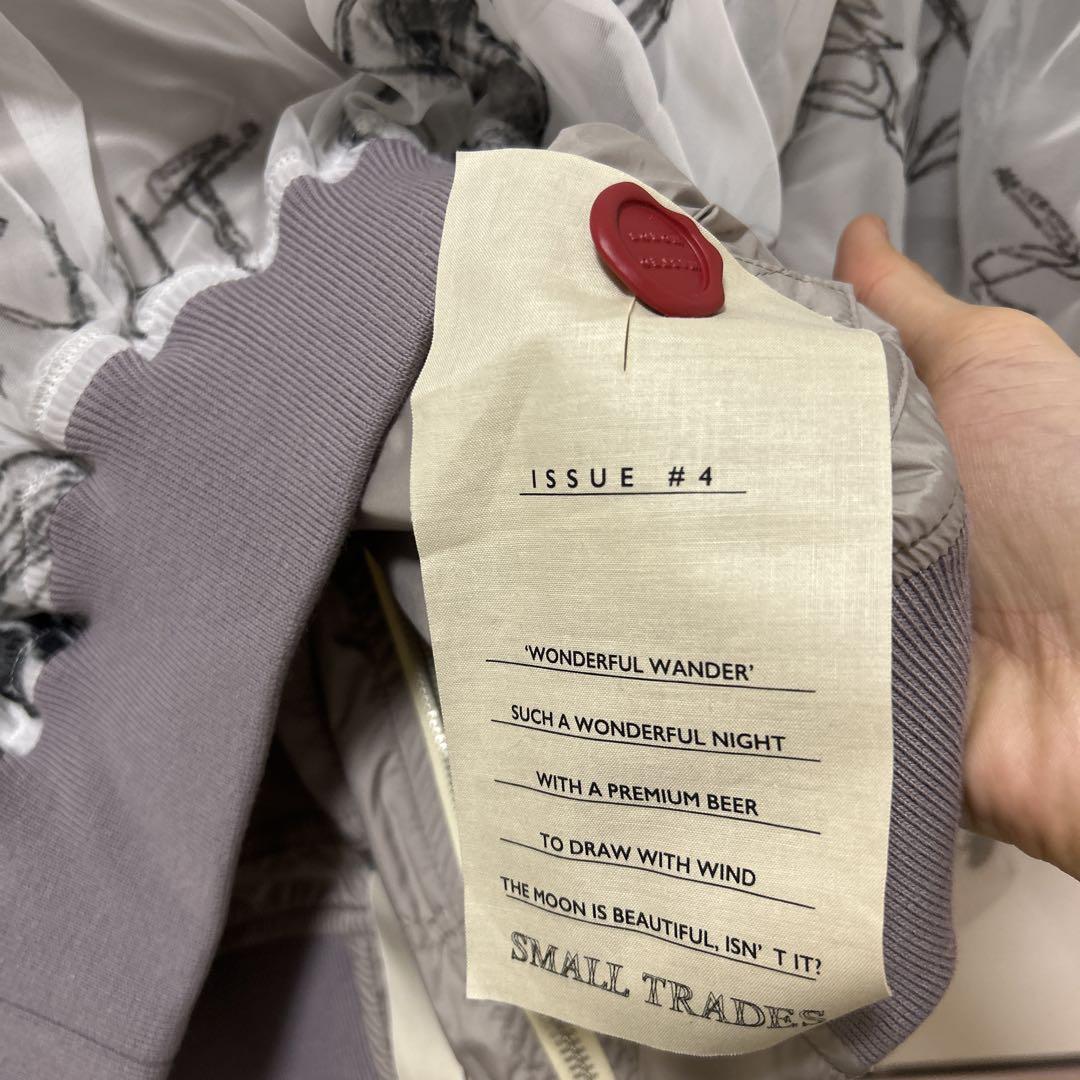 ISSUE #4
‘WONDERFUL WANDER’
SUCH A WONDERFUL NIGHT
WITH A PREMIUM BEER
TO DRAW WITH WIND
THE MOON IS BEAUTIFUL, ISN’ T IT?
SMALL TRADES